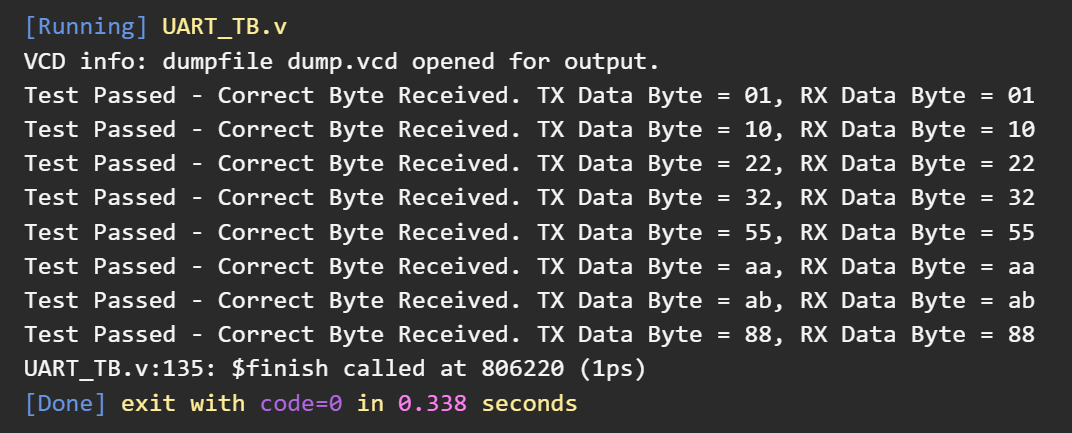 [Running] UART_TB.v
VCD info: dumpfile dump.vcd opened for output.
Test Passed - Correct Byte Received. TX Data Byte = 01, RX Data Byte = 01
Test Passed - Correct Byte Received. TX Data Byte = 10, RX Data Byte = 10
Test Passed - Correct Byte Received. TX Data Byte = 22, RX Data Byte = 22
Test Passed - Correct Byte Received. TX Data Byte = 32, RX Data Byte = 32
Test Passed - Correct Byte Received. TX Data Byte = 55, RX Data Byte = 55
Test Passed - Correct Byte Received. TX Data Byte = aa, RX Data Byte = aa
Test Passed - Correct Byte Received. TX Data Byte = ab, RX Data Byte = ab
Test Passed - Correct Byte Received. TX Data Byte = 88, RX Data Byte = 88
UART_TB.v:135: $finish called at 806220 (1ps)
[Done] exit with code=0 in 0.338 seconds